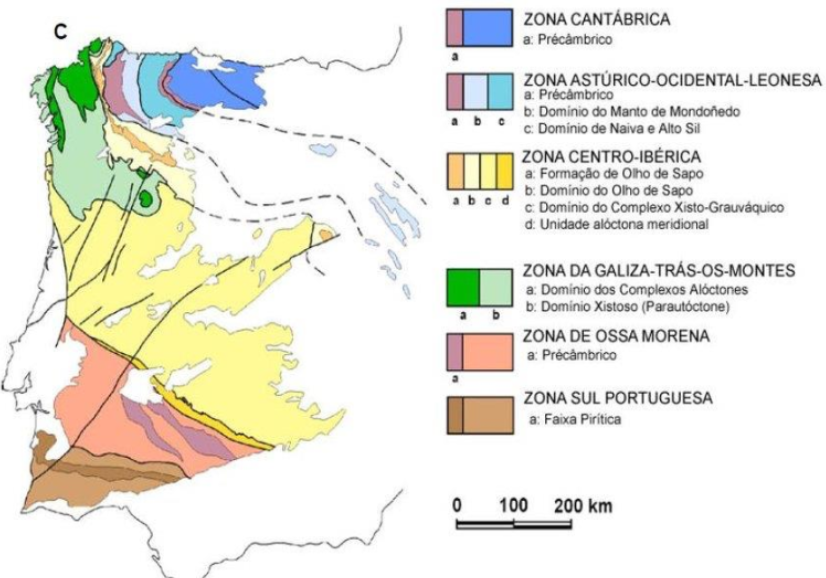 C
ZONA CANTÁBRICA
a: Précâmbrico
a
ZONA ASTÚRICO-OCIDENTAL-LEONESA
a: Précâmbrico
b: Domínio do Manto de Mondoñedo
c: Domínio de Naiva e Alto Sil
a b c
ZONA CENTRO-IBÉRICA
a: Formação de Olho de Sapo
b: Domínio do Olho de Sapo
c: Domínio do Complexo Xisto-Grauváquico
d: Unidade alóctona meridional
a b c d
ZONA DA GALIZA-TRÁS-OS-MONTES
a: Domínio dos Complexos Alóctones
b: Domínio Xistoso (Parautóctone)
a b
ZONA DE OSSA MORENA
a: Précâmbrico
a
ZONA SUL PORTUGUESA
a: Faixa Pirítica
0 100 200 km